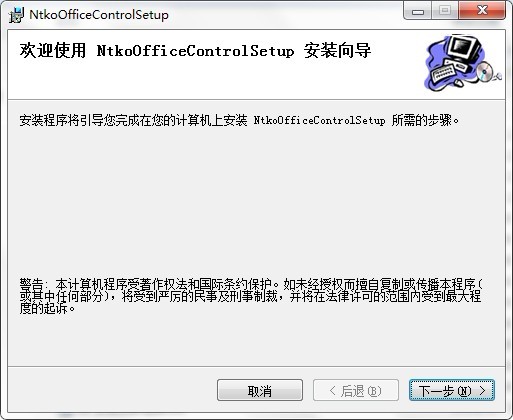 NtkoOfficeControlSetup
欢迎使用 NtkoOfficeControlSetup 安装向导
安装程序将引导您完成在您的计算机上安装 NtkoOfficeControlSetup 所需的步骤。
警告: 本计算机程序受著作权法和国际条约保护。如未经授权而擅自复制或传播本程序(
或其中任何部分)，将受到严厉的民事及刑事制裁，并将在法律许可的范围内受到最大程
度的起诉。
取消
< 后退(B)
下一步(N) >